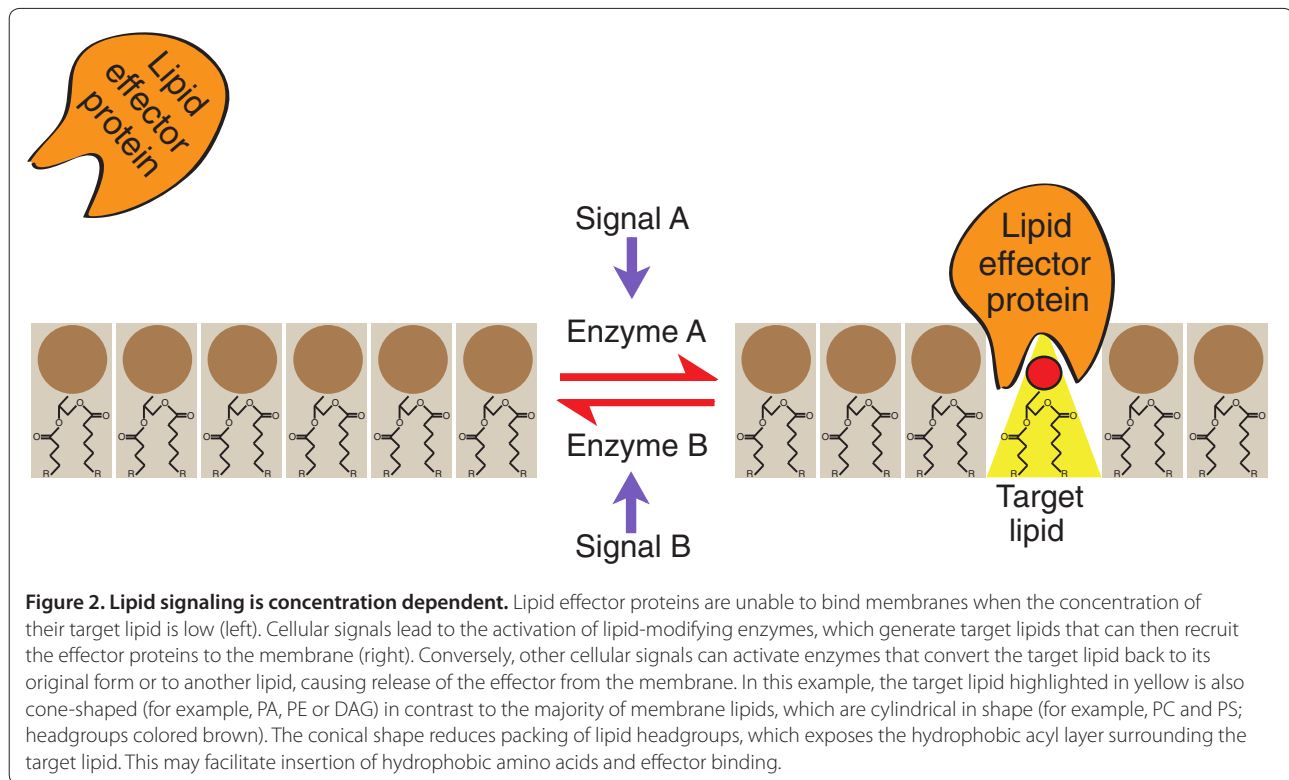 Lipid
effector
protein
Signal A
Enzyme A
Enzyme B
Signal B
Lipid
effector
protein
O
O
O
R
R
O
O
O
R
R
O
O
O
R
R
O
O
O
R
R
O
O
O
R
R
O
O
O
R
R
O
O
O
R
R
O
O
O
R
R
O
O
O
R
R
O
O
O
R
R
O
O
O
R
R
O
O
O
R
R
Target
lipid
Figure 2. Lipid signaling is concentration dependent. Lipid effector proteins are unable to bind membranes when the concentration of
their target lipid is low (left). Cellular signals lead to the activation of lipid-modifying enzymes, which generate target lipids that can then recruit
the effector proteins to the membrane (right). Conversely, other cellular signals can activate enzymes that convert the target lipid back to its
original form or to another lipid, causing release of the effector from the membrane. In this example, the target lipid highlighted in yellow is also
cone-shaped (for example, PA, PE or DAG) in contrast to the majority of membrane lipids, which are cylindrical in shape (for example, PC and PS;
headgroups colored brown). The conical shape reduces packing of lipid headgroups, which exposes the hydrophobic acyl layer surrounding the
target lipid. This may facilitate insertion of hydrophobic amino acids and effector binding.